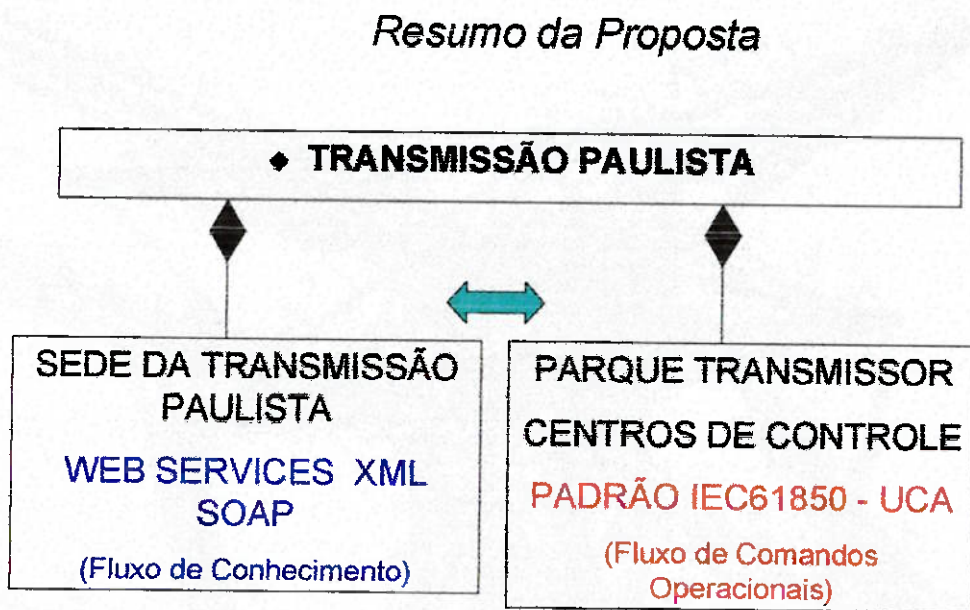 Resumo da Proposta
◆ TRANSMISSÃO PAULISTA
SEDE DA TRANSMISSÃO
PAULISTA
WEB SERVICES XML
SOAP
(Fluxo de Conhecimento)
PARQUE TRANSMISSOR
CENTROS DE CONTROLE
PADRÃO IEC61850 - UCA
(Fluxo de Comandos
Operacionais)